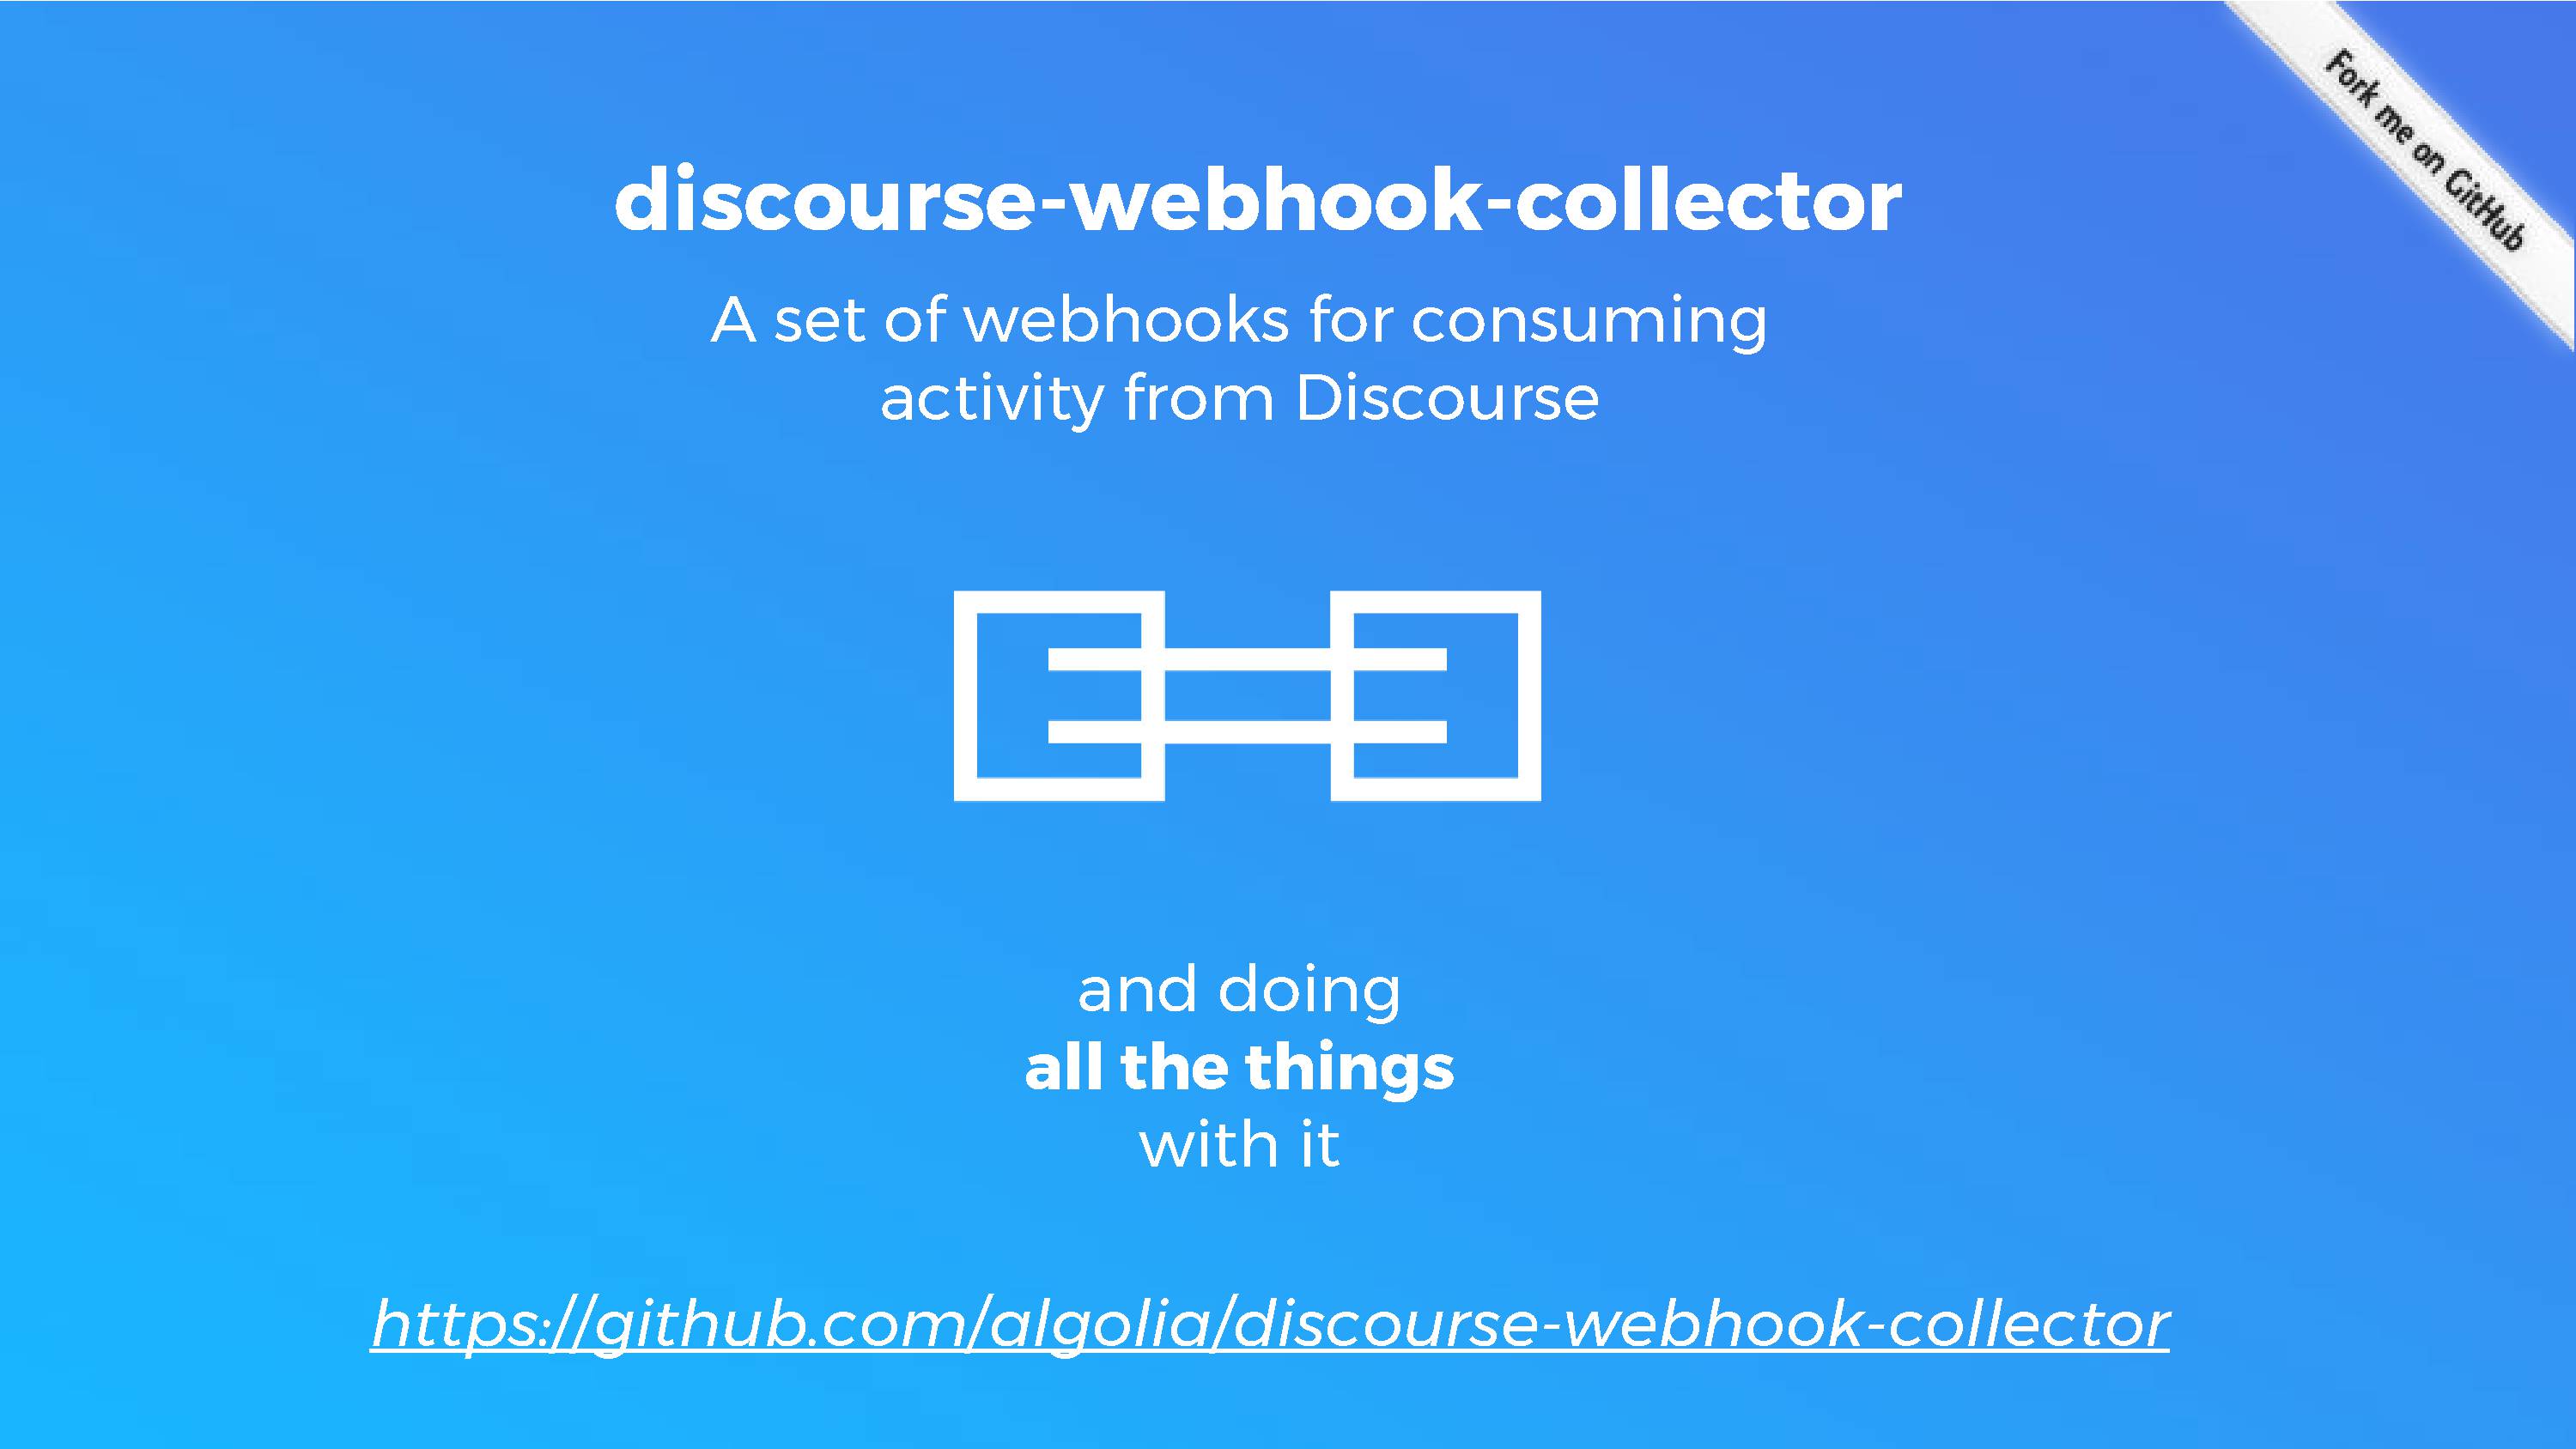 Fork me on GitHub
discourse-webhook-collector
A set of webhooks for consuming
activity from Discourse
and doing
all the things
with it
https://github.com/algolia/discourse-webhook-collector